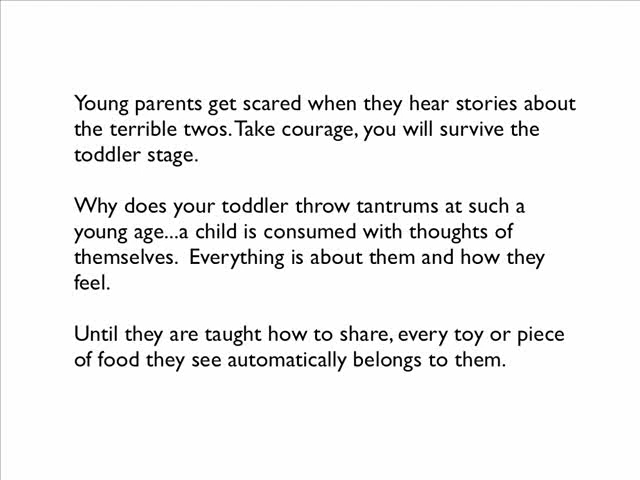 Young parents get scared when they hear stories about
the terrible twos. Take courage, you will survive the
toddler stage.
Why does your toddler throw tantrums at such a
young age...a child is consumed with thoughts of
themselves.  Everything is about them and how they
feel.
Until they are taught how to share, every toy or piece
of food they see automatically belongs to them.